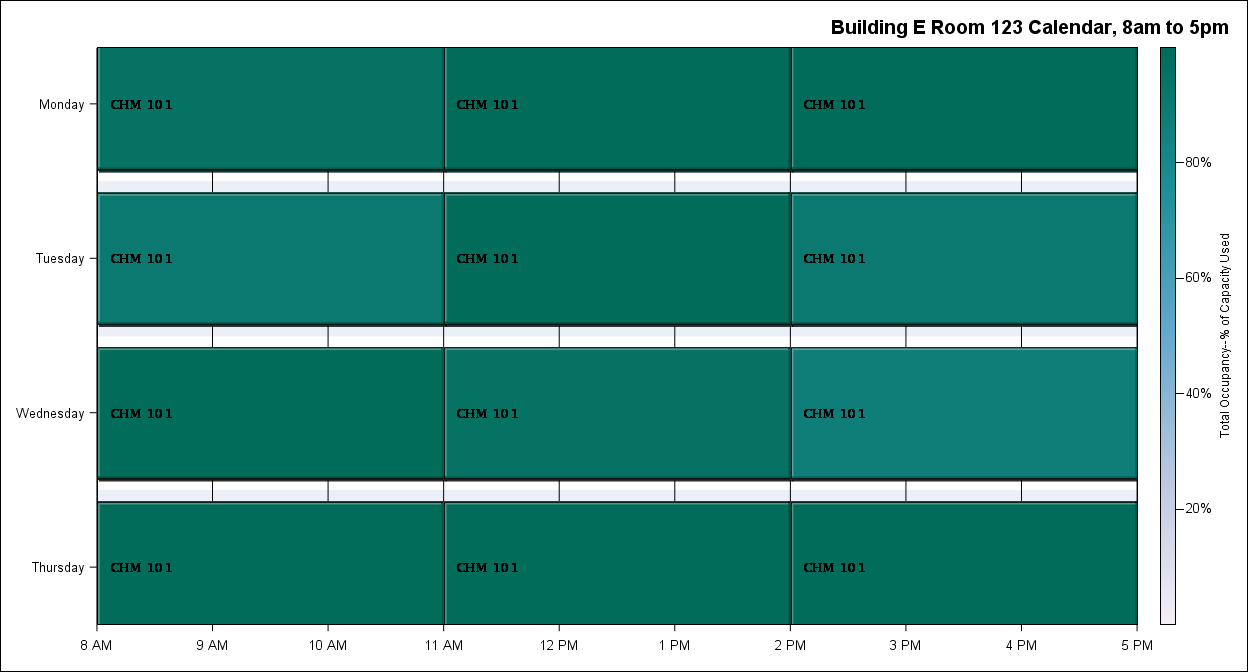 Building E Room 123 Calendar, 8am to 5pm
Monday
CHM 101
CHM 101
CHM 101
Tuesday
CHM 101
CHM 101
CHM 101
Wednesday
CHM 101
CHM 101
CHM 101
Thursday
CHM 101
CHM 101
CHM 101
8 AM
9 AM
10 AM
11 AM
12 PM
1 PM
2 PM
3 PM
4 PM
5 PM
80%
60%
40%
20%
Total Occupancy--% of Capacity Used